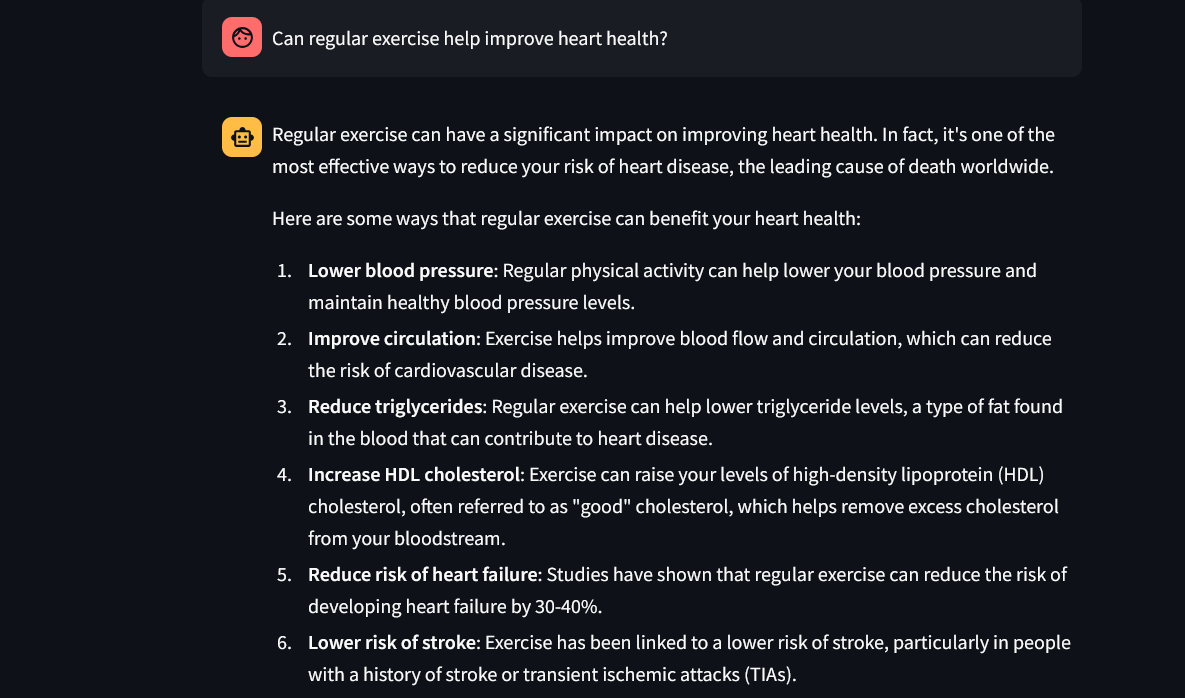 Can regular exercise help improve heart health?
Regular exercise can have a significant impact on improving heart health. In fact, it's one of the
most effective ways to reduce your risk of heart disease, the leading cause of death worldwide.
Here are some ways that regular exercise can benefit your heart health:
1. Lower blood pressure: Regular physical activity can help lower your blood pressure and
maintain healthy blood pressure levels.
2. Improve circulation: Exercise helps improve blood flow and circulation, which can reduce
the risk of cardiovascular disease.
3. Reduce triglycerides: Regular exercise can help lower triglyceride levels, a type of fat found
in the blood that can contribute to heart disease.
4. Increase HDL cholesterol: Exercise can raise your levels of high-density lipoprotein (HDL)
cholesterol, often referred to as "good" cholesterol, which helps remove excess cholesterol
from your bloodstream.
5. Reduce risk of heart failure: Studies have shown that regular exercise can reduce the risk of
developing heart failure by 30-40%.
6. Lower risk of stroke: Exercise has been linked to a lower risk of stroke, particularly in people
with a history of stroke or transient ischemic attacks (TIAs).